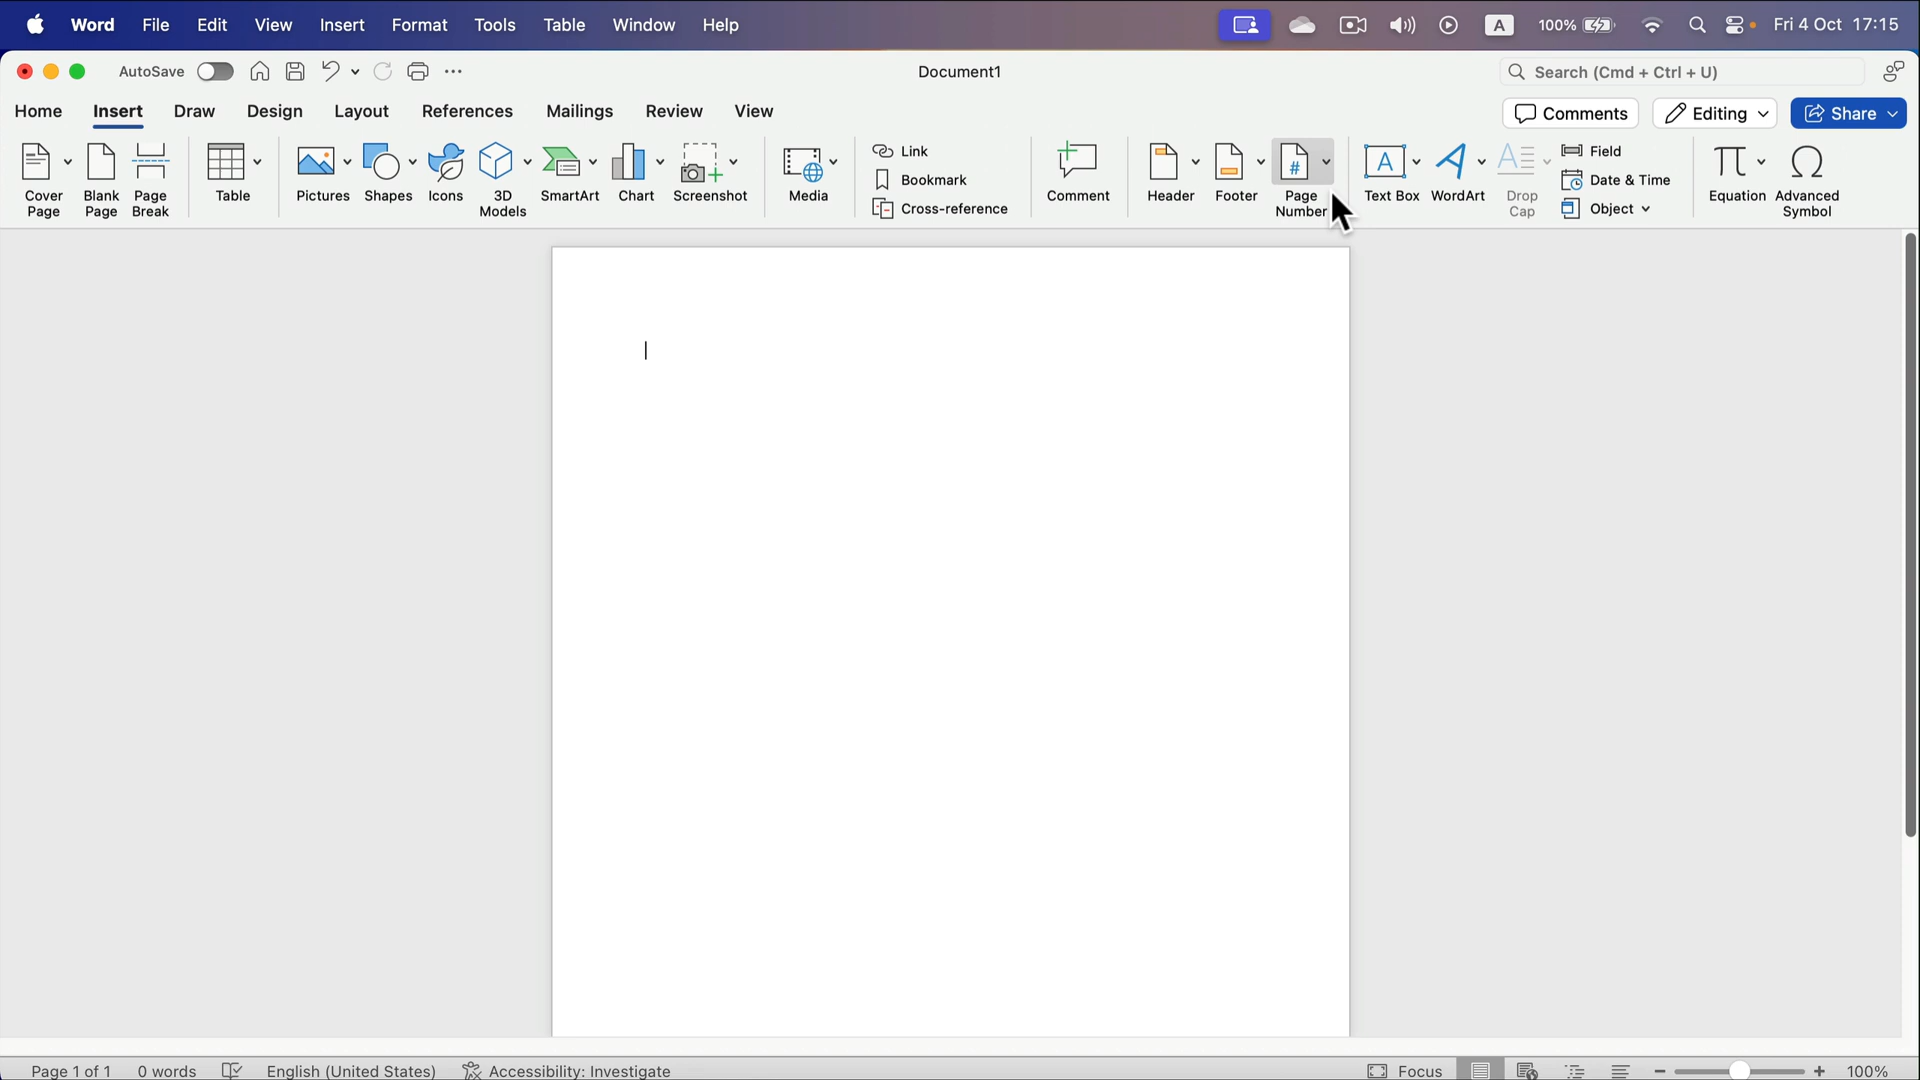 Word File Edit View Insert Format Tools Table Window Help A 100% Fri 4 Oct 17:15
AutoSave Document1 Search (Cmd + Ctrl + U)
Home Insert Draw Design Layout References Mailings Review View Comments Editing Share
Cover Page
Blank Page
Page Break
Table
Pictures
Shapes
Icons
3D Models
SmartArt
Chart
Screenshot
Media
Link
Bookmark
Cross-reference
Comment
Header
Footer
# Page Number
A Text Box
WordArt
A Drop Cap
Field
Date & Time
Object
π Equation
Ω Advanced Symbol
Page 1 of 1 0 words English (United States) Accessibility: Investigate Focus 100%